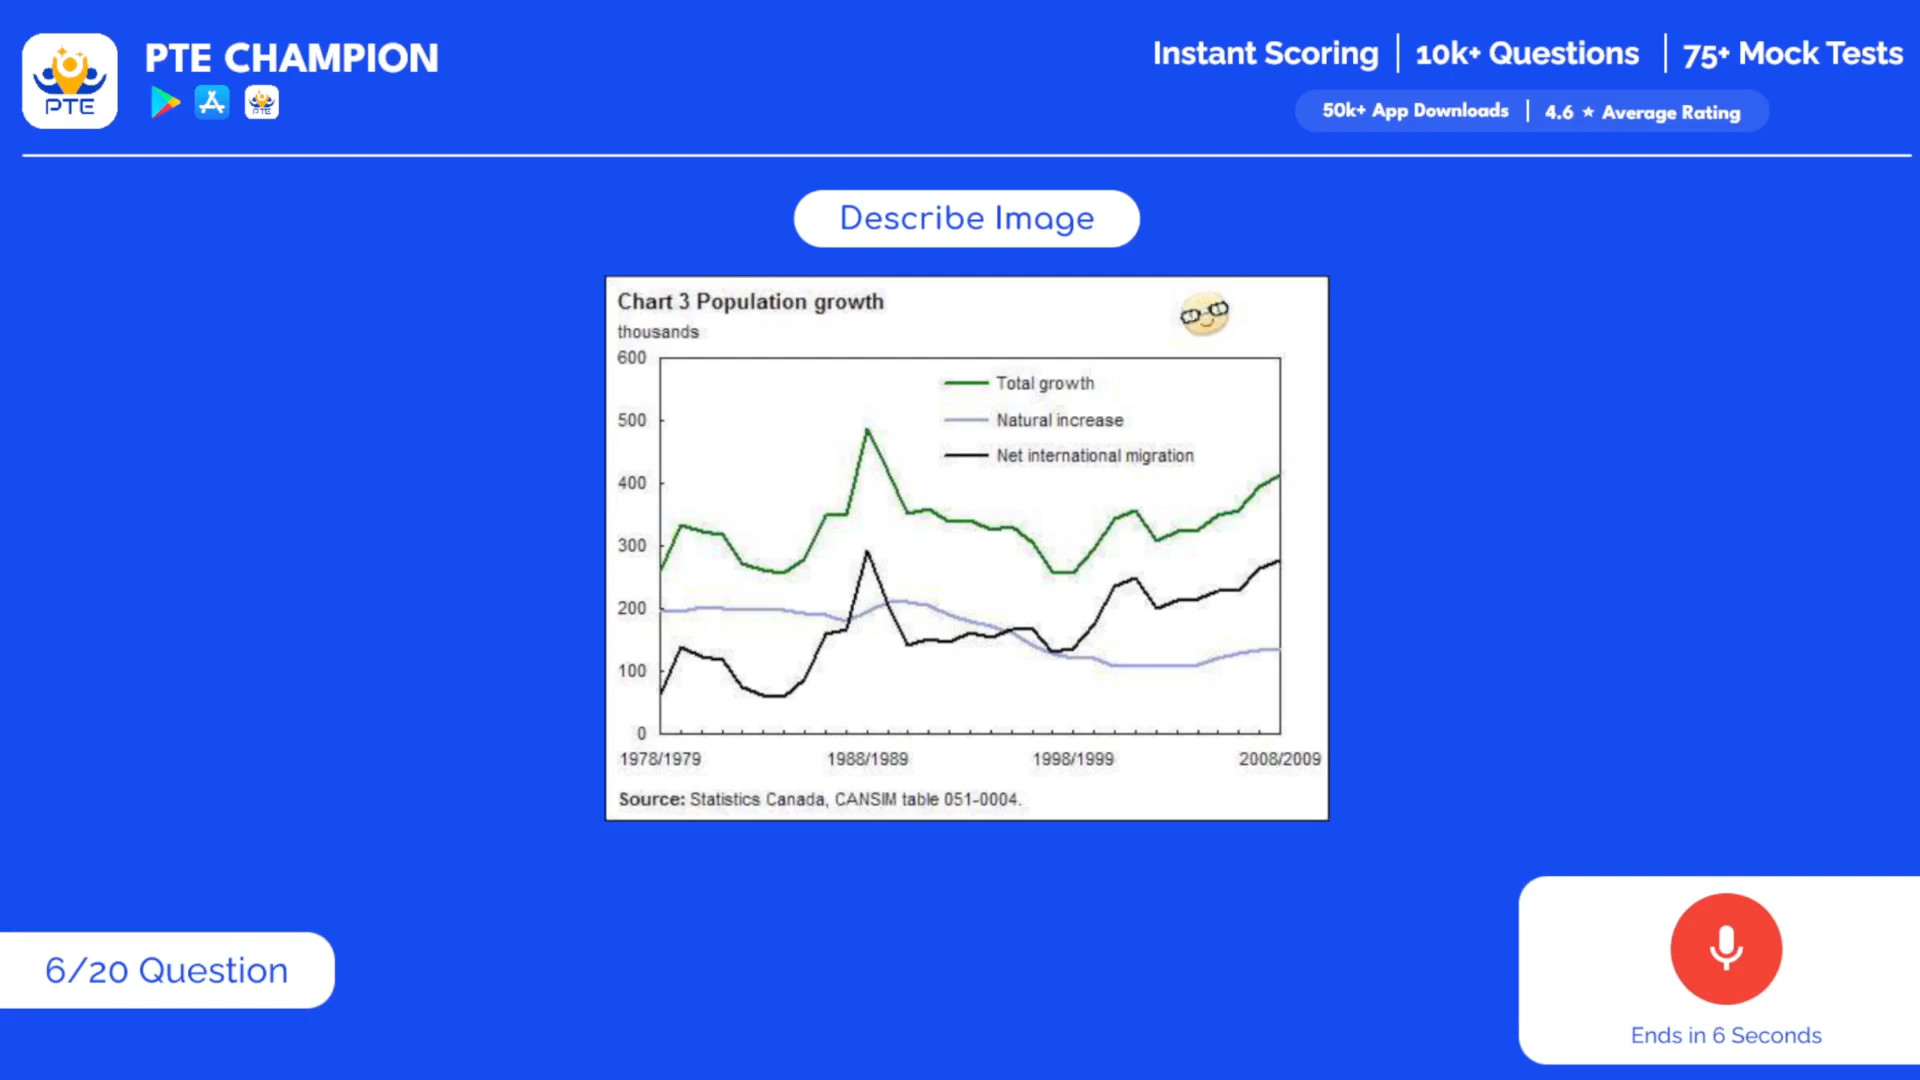 PTE CHAMPION
PTE
Instant Scoring | 10k+ Questions | 75+ Mock Tests
50k+ App Downloads | 4.6 ★ Average Rating
Describe Image
Chart 3 Population growth
thousands
600
500
400
300
200
100
0
Total growth
Natural increase
Net international migration
1978/1979 1988/1989 1998/1999 2008/2009
Source: Statistics Canada, CANSIM table 051-0004.
6/20 Question
Ends in 6 Seconds